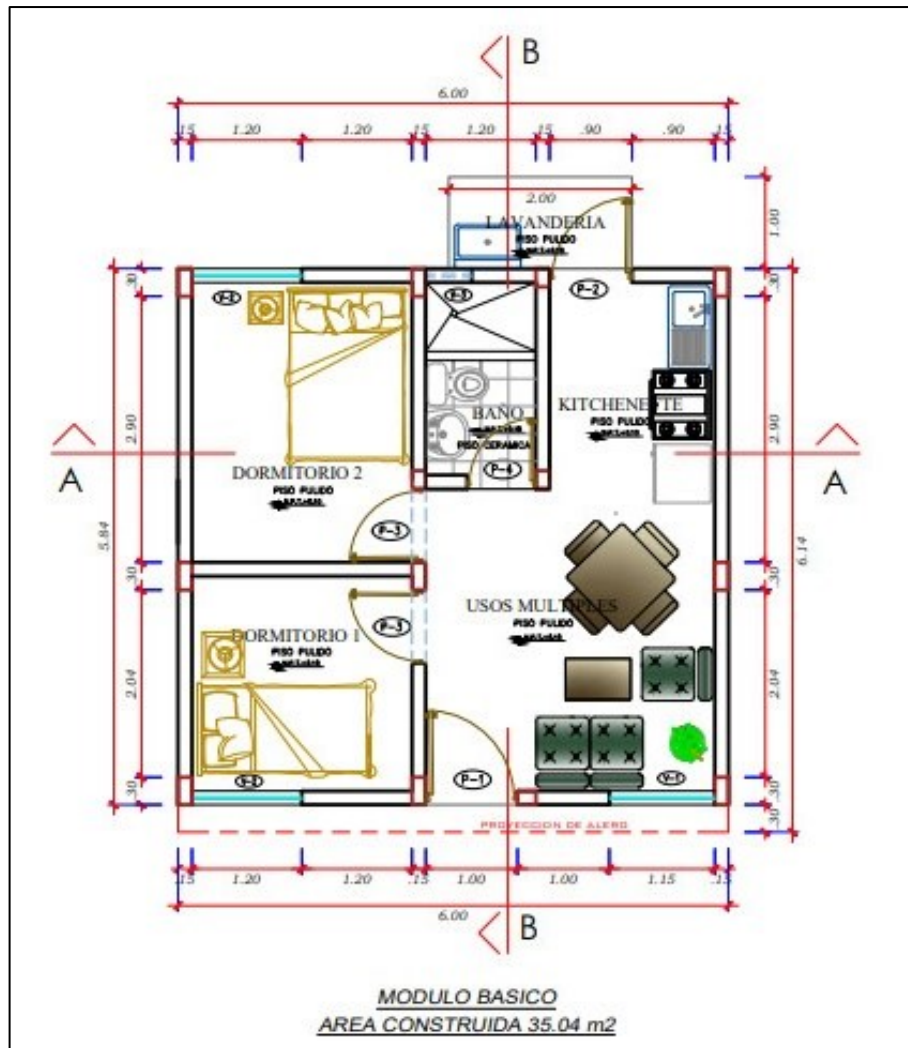 B
6.00
.15 1.20 1.20 .15 1.20 .15 .90 .90 .15
2.00
1.00
LAVANDERIA
PISO PULIDO
.30
.30
P-2
BAÑO
KITCHENETTE
PISO PULIDO
PISO CERAMICA
2.90
2.90
A
A
P-4
DORMITORIO 2
PISO PULIDO
P-3
5.84
6.14
.30
.30
USOS MULTIPLES
PISO PULIDO
P-3
DORMITORIO 1
PISO PULIDO
2.04
2.04
V-2
P-1
V-1
.30
.30
PROYECCION DE ALERO
.30
.15 1.20 1.20 .15 1.00 1.00 1.15 .15
6.00
B
MODULO BASICO
AREA CONSTRUIDA 35.04 m2